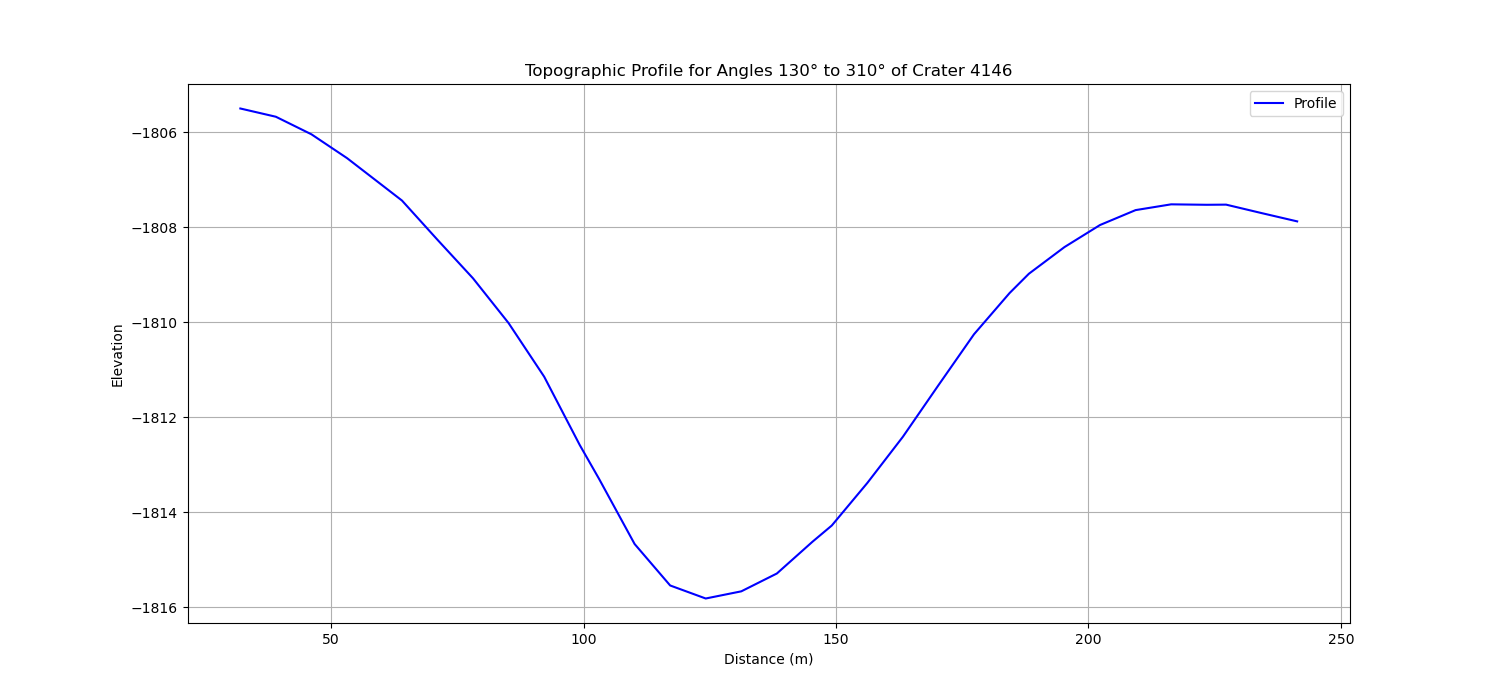 Topographic Profile for Angles 130° to 310° of Crater 4146
Profile
Elevation
−1806
−1808
−1810
−1812
−1814
−1816
50
100
150
200
250
Distance (m)